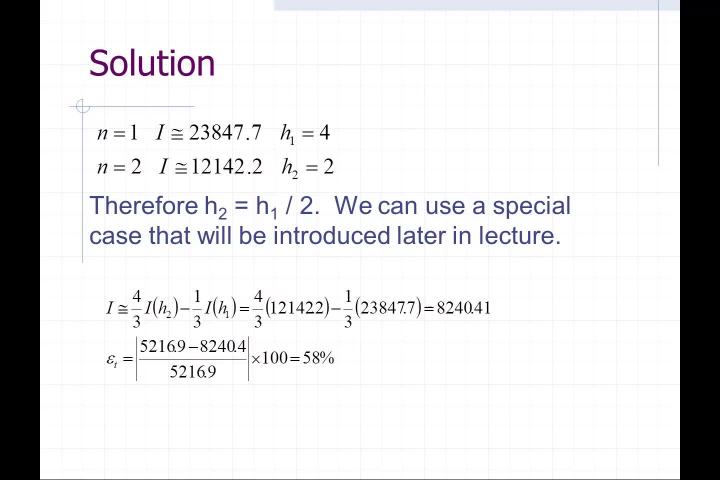 Solution
n = 1 I ≅ 23847.7 h₁ = 4
n = 2 I ≅ 12142.2 h₂ = 2
Therefore h₂ = h₁ / 2. We can use a special
case that will be introduced later in lecture.
I ≅ 4/3 I(h₂) − 1/3 I(h₁) = 4/3 (12142.2) − 1/3 (23847.7) = 8240.41
εₜ = |5216.9 − 8240.4 / 5216.9| × 100 = 58%